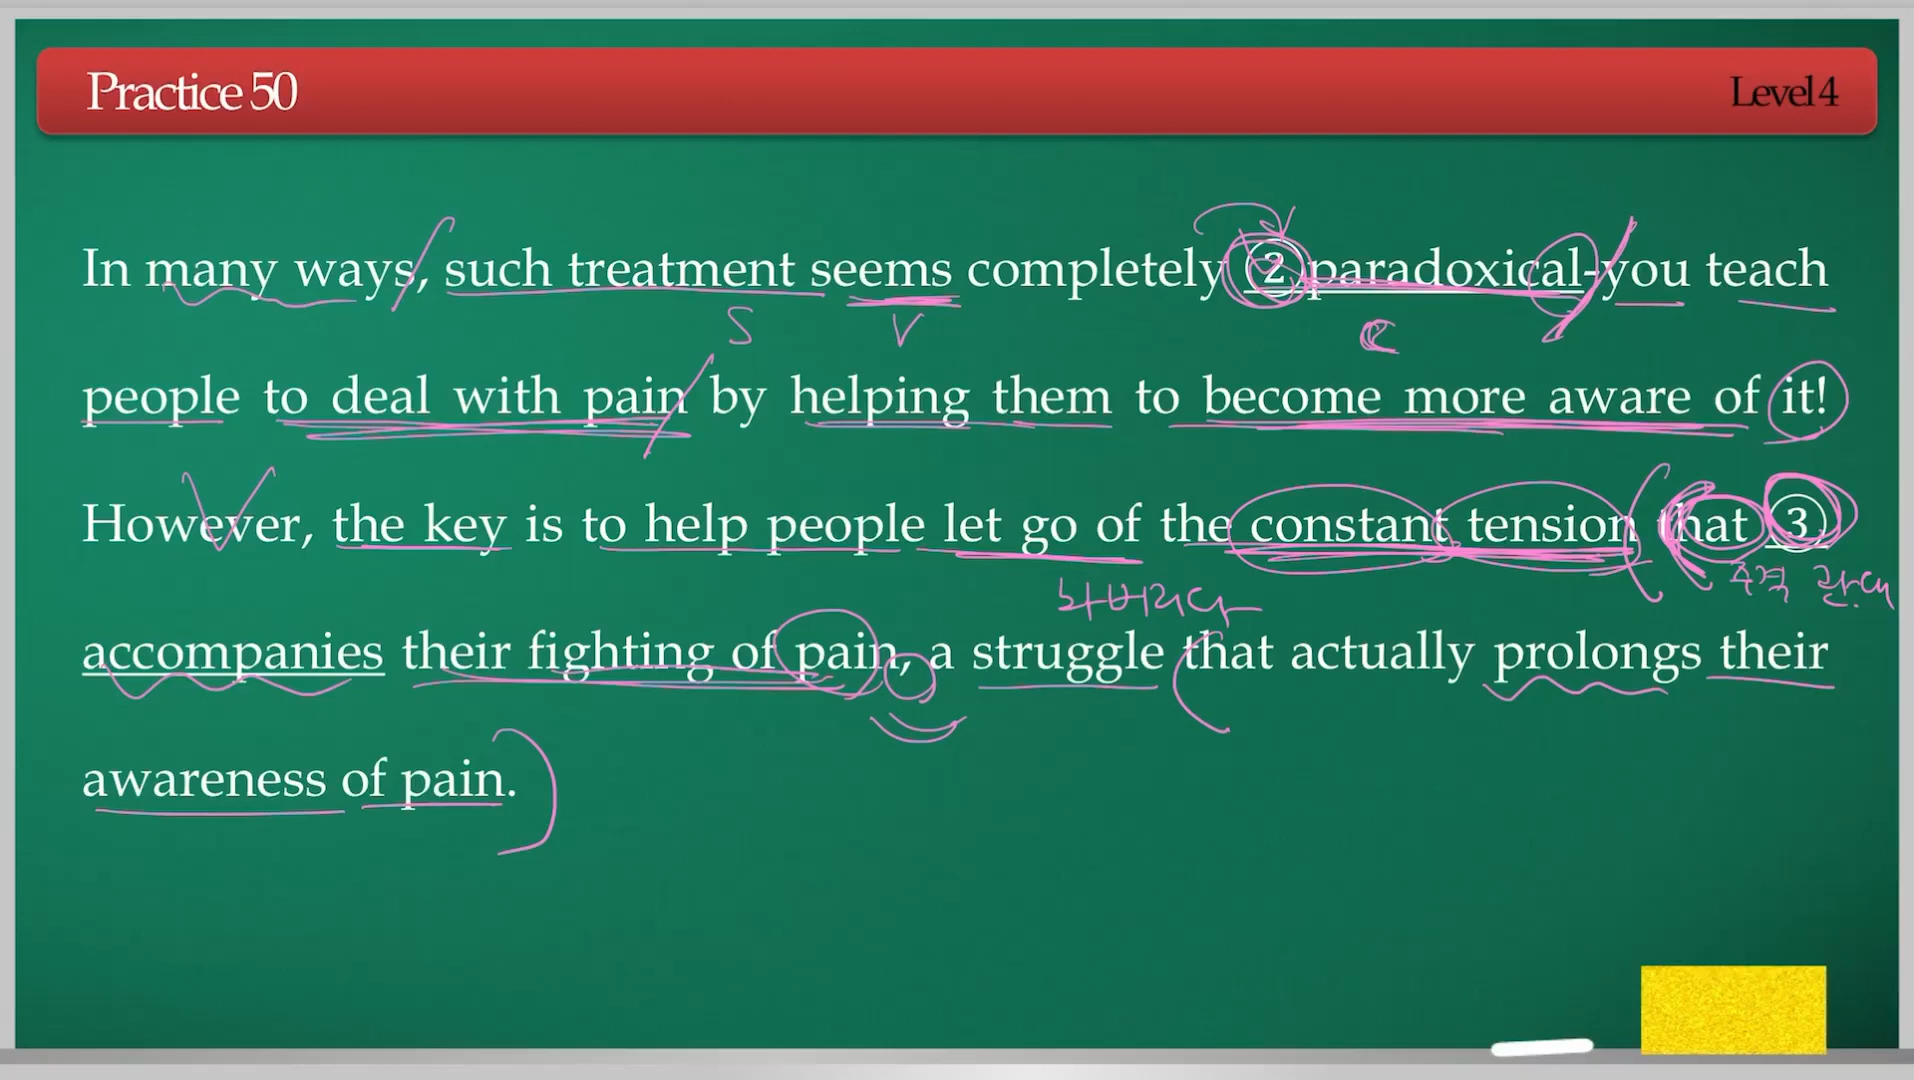 Practice 50
Level 4
In many ways, such treatment seems completely ② paradoxical-you teach
S V C
people to deal with pain by helping them to become more aware of it!
However, the key is to help people let go of the constant tension that ③
놔버리다 주격 관.대
accompanies their fighting of pain, a struggle that actually prolongs their
awareness of pain.